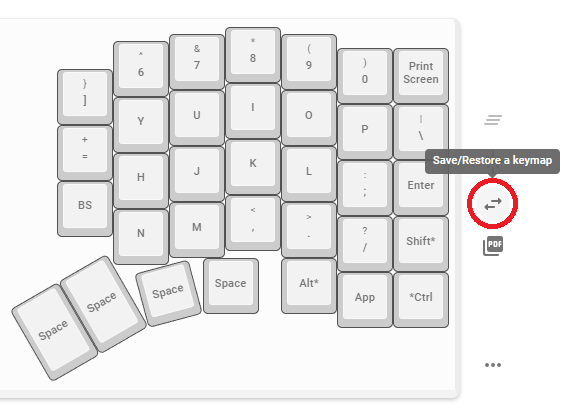 ^
6
&
7
*
8
(
9
)
0
Print
Screen
}
]
Y
U
I
O
P
|
\
+
=
H
J
K
L
:
;
Enter
Save/Restore a keymap
BS
N
M
<
,
>
.
?
/
Shift*
PDF
Space
Space
Space
Space
Alt*
App
*Ctrl